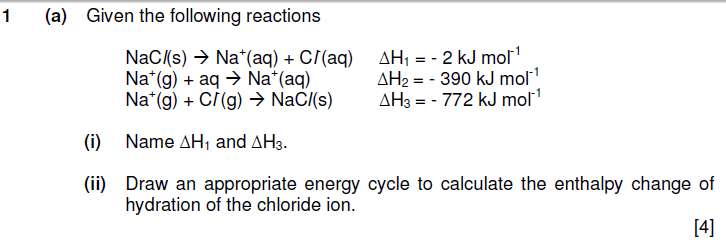 1 (a) Given the following reactions
NaCl(s) → Na⁺(aq) + Cl⁻(aq) ΔH₁ = - 2 kJ mol⁻¹
Na⁺(g) + aq → Na⁺(aq) ΔH₂ = - 390 kJ mol⁻¹
Na⁺(g) + Cl⁻(g) → NaCl(s) ΔH₃ = - 772 kJ mol⁻¹
(i) Name ΔH₁ and ΔH₃.
(ii) Draw an appropriate energy cycle to calculate the enthalpy change of
hydration of the chloride ion.
[4]